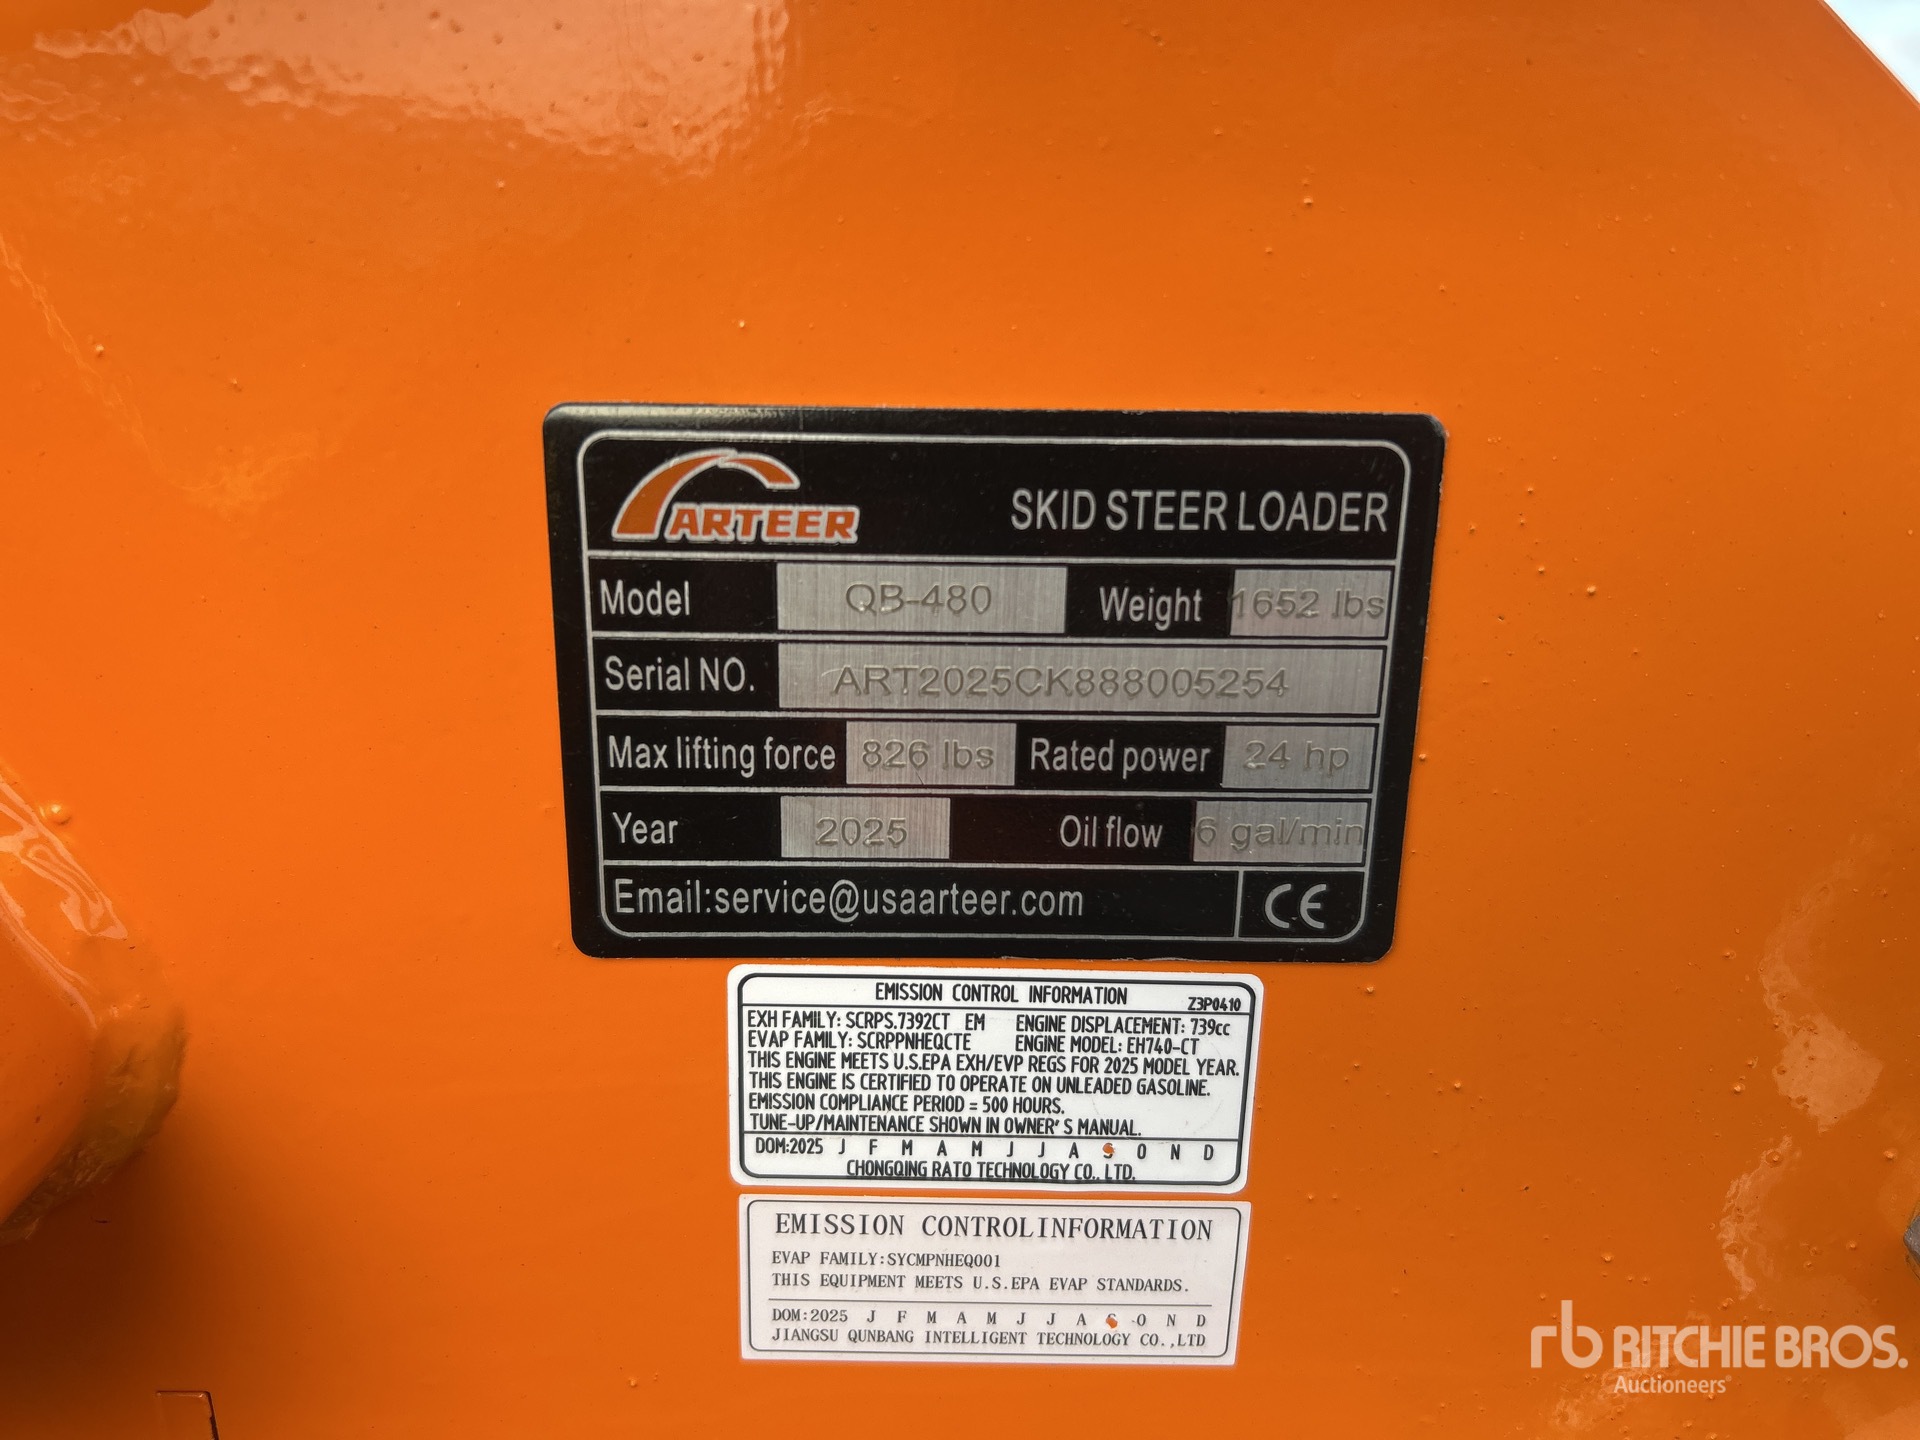 ARTEER SKID STEER LOADER
Model QB-480 Weight 1652 lbs
Serial NO. ART2025CK888005254
Max lifting force 826 lbs Rated power 24 hp
Year 2025 Oil flow 6 gal/min
Email:service@usaarteer.com CE
EMISSION CONTROL INFORMATION Z3P0410
EXH FAMILY: SCRPS.7392CT EM ENGINE DISPLACEMENT: 739cc
EVAP FAMILY: SCRPPNHEQCTE ENGINE MODEL: EH740-CT
THIS ENGINE MEETS U.S.EPA EXH/EVP REGS FOR 2025 MODEL YEAR.
THIS ENGINE IS CERTIFIED TO OPERATE ON UNLEADED GASOLINE.
EMISSION COMPLIANCE PERIOD = 500 HOURS.
TUNE-UP/MAINTENANCE SHOWN IN OWNER' S MANUAL.
DOM:2025 J F M A M J J A S O N D
CHONGQING RATO TECHNOLOGY CO., LTD.
EMISSION CONTROLINFORMATION
EVAP FAMILY:SYCMPNHEQ001
THIS EQUIPMENT MEETS U.S.EPA EVAP STANDARDS.
DOM:2025 J F M A M J J A S O N D
JIANGSU QUNBANG INTELLIGENT TECHNOLOGY CO.,LTD
rb RITCHIE BROS.
Auctioneers